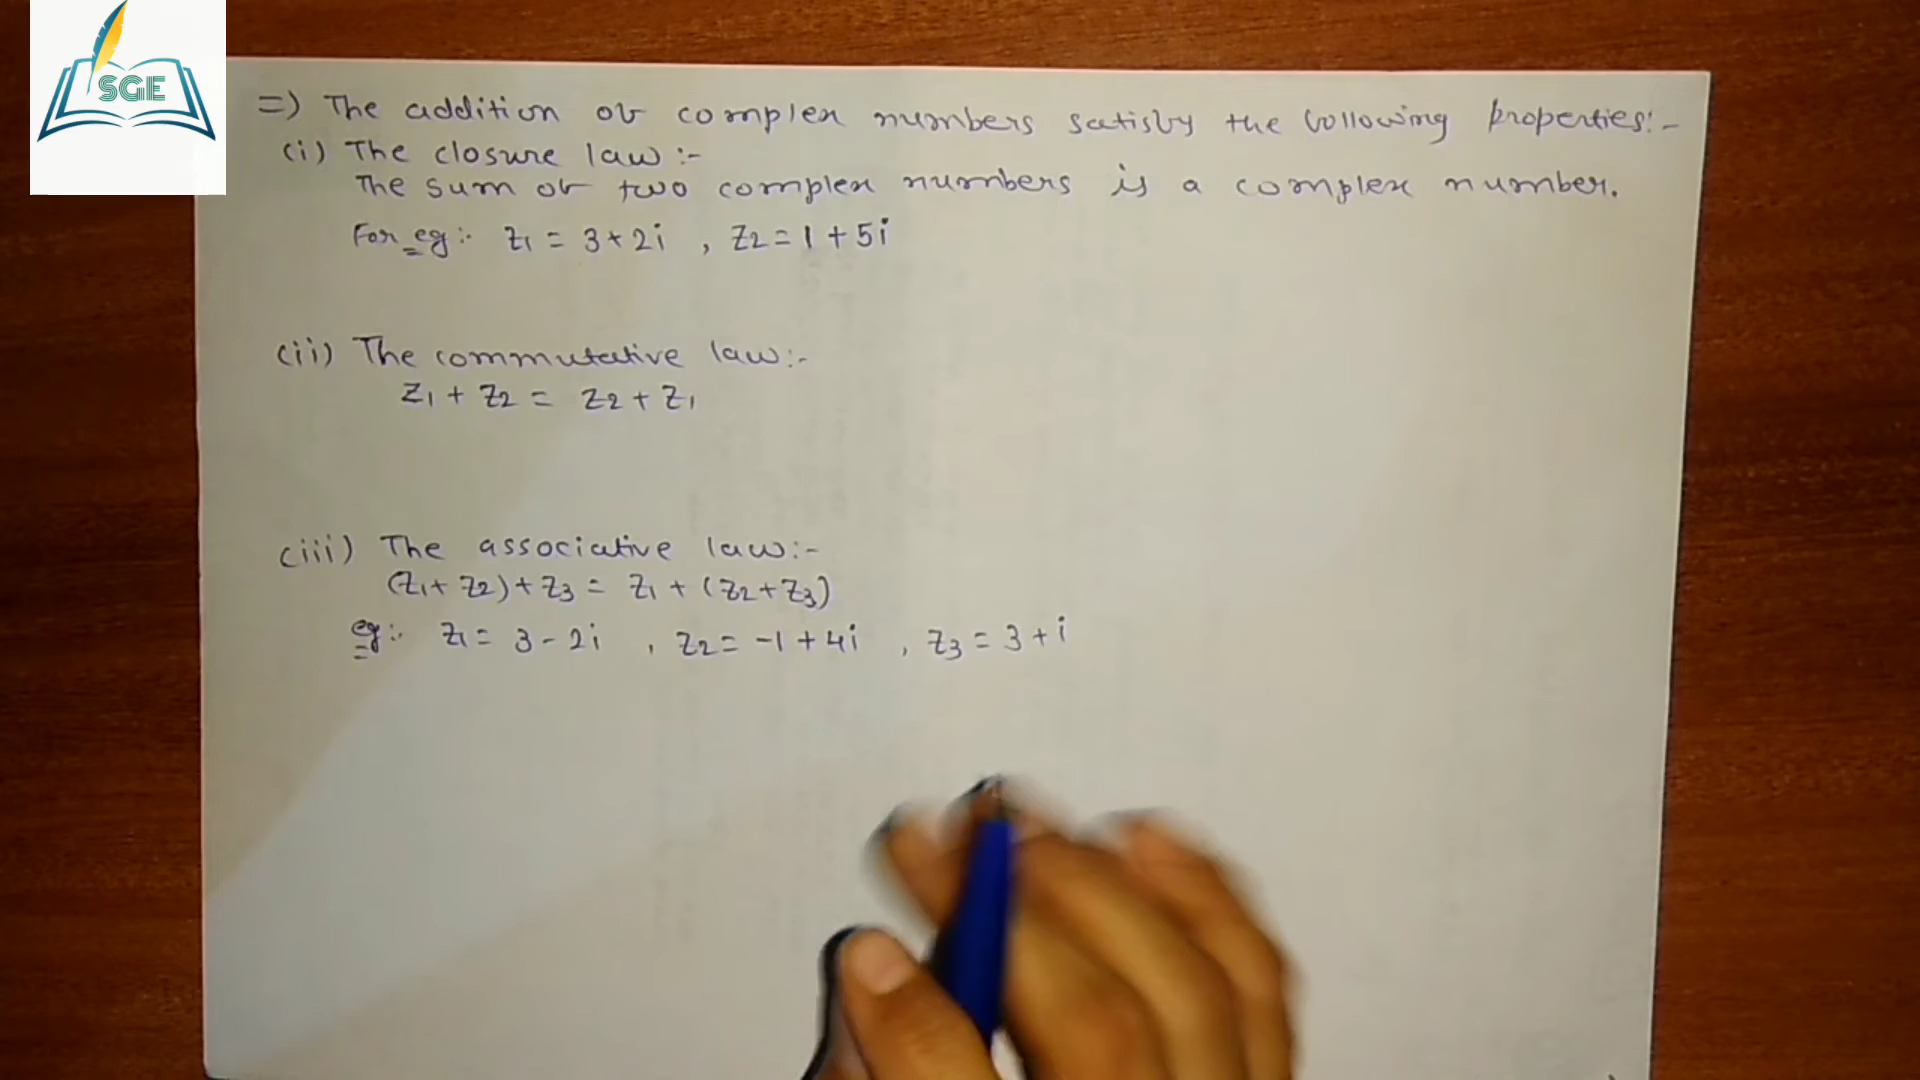 SGE
=) The addition of complex numbers satisfy the following properties:-
(i) The closure law:-
The sum of two complex numbers is a complex number.
For eg:- z1 = 3+2i , z2 = 1+5i
(ii) The commutative law:-
z1 + z2 = z2 + z1
(iii) The associative law:-
(z1+z2)+z3 = z1+(z2+z3)
eg:- z1 = 3-2i , z2 = -1+4i , z3 = 3+i